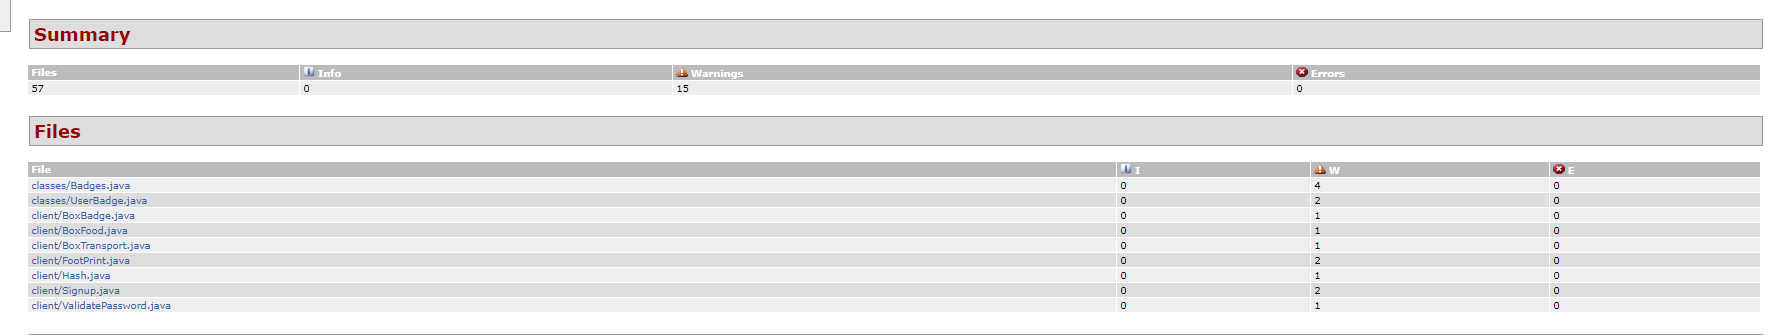 Summary
Files Info Warnings Errors
57 0 15 0
Files
File I W E
classes/Badges.java 0 4 0
classes/UserBadge.java 0 2 0
client/BoxBadge.java 0 1 0
client/BoxFood.java 0 1 0
client/BoxTransport.java 0 1 0
client/FootPrint.java 0 2 0
client/Hash.java 0 1 0
client/Signup.java 0 2 0
client/ValidatePassword.java 0 1 0